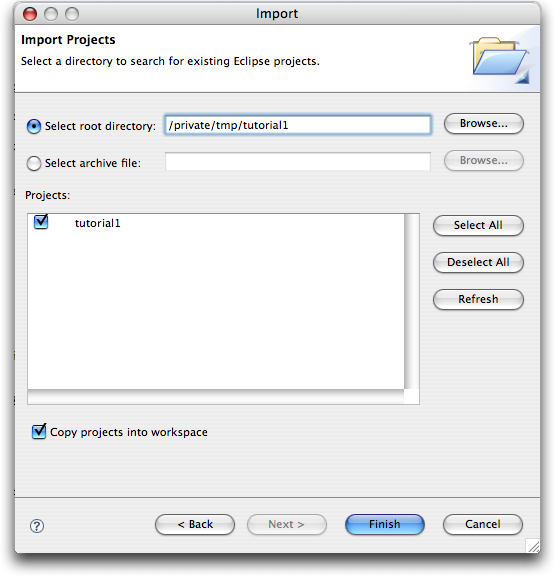 Import
Import Projects
Select a directory to search for existing Eclipse projects.
Select root directory: /private/tmp/tutorial1 Browse...
Select archive file: Browse...
Projects:
tutorial1
Select All
Deselect All
Refresh
Copy projects into workspace
? < Back Next > Finish Cancel